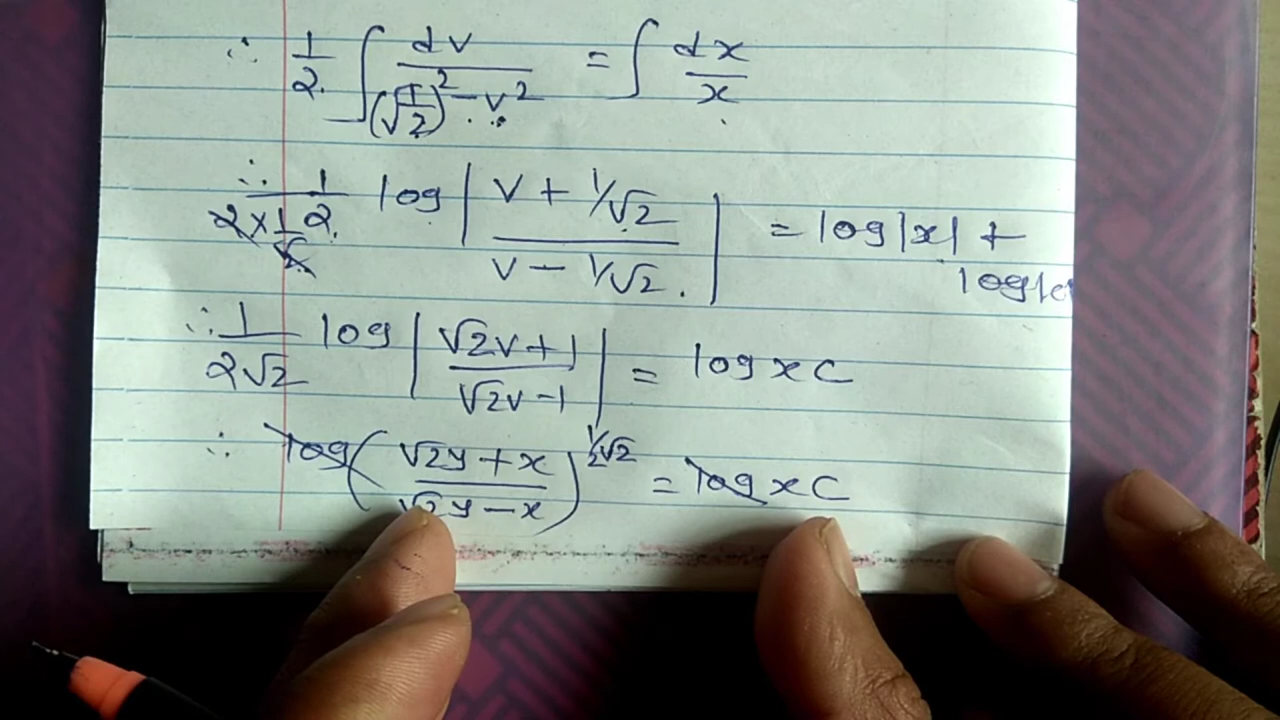 ∴ 1/2 ∫ dv/((√1/2)² - v²) = ∫ dx/x
∴ 1/(2×1/√2 2) log |(v + 1/√2)/(v - 1/√2)| = log|x| +
log|c|
∴ 1/(2√2) log |(√2v+1)/(√2v-1)| = log xc
∴ log((√2y+x)/(√2y-x))^(1/2√2) = log xc